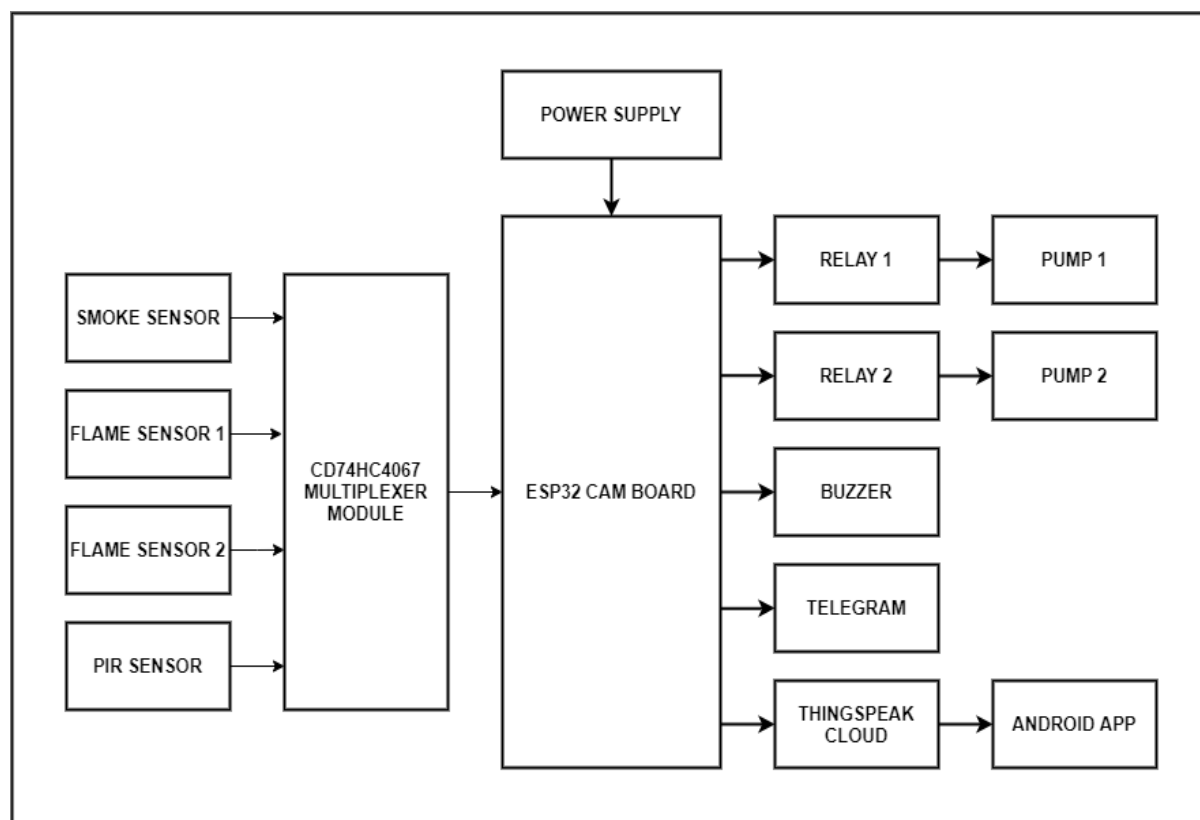 POWER SUPPLY
SMOKE SENSOR
FLAME SENSOR 1
FLAME SENSOR 2
PIR SENSOR
CD74HC4067
MULTIPLEXER
MODULE
ESP32 CAM BOARD
RELAY 1
PUMP 1
RELAY 2
PUMP 2
BUZZER
TELEGRAM
THINGSPEAK
CLOUD
ANDROID APP